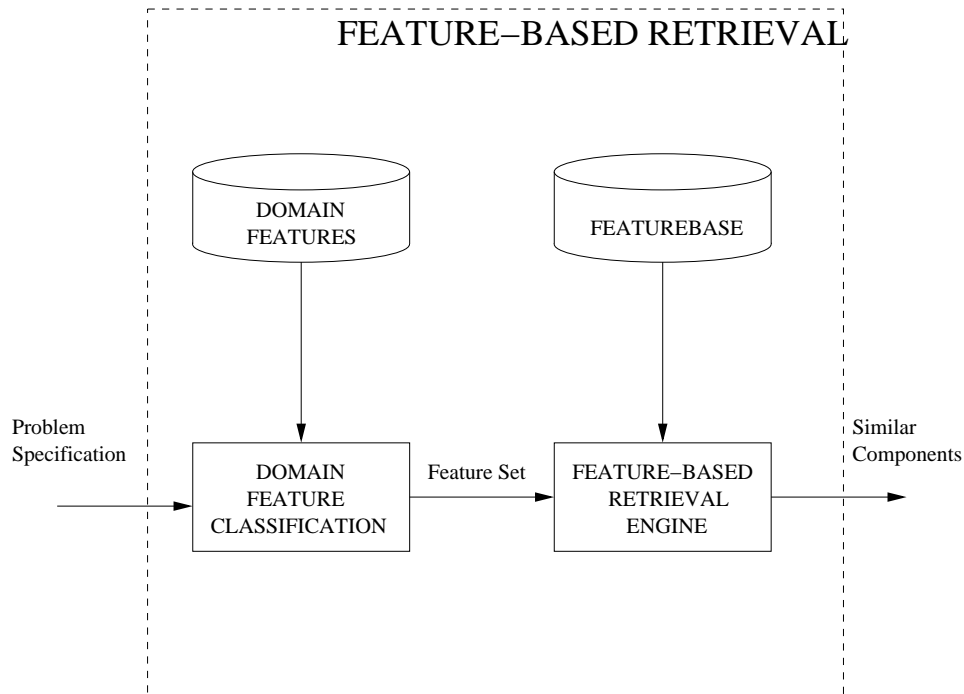 FEATURE–BASED RETRIEVAL
DOMAIN
FEATURES
FEATUREBASE
Problem
Specification
DOMAIN
FEATURE
CLASSIFICATION
Feature Set
FEATURE–BASED
RETRIEVAL
ENGINE
Similar
Components